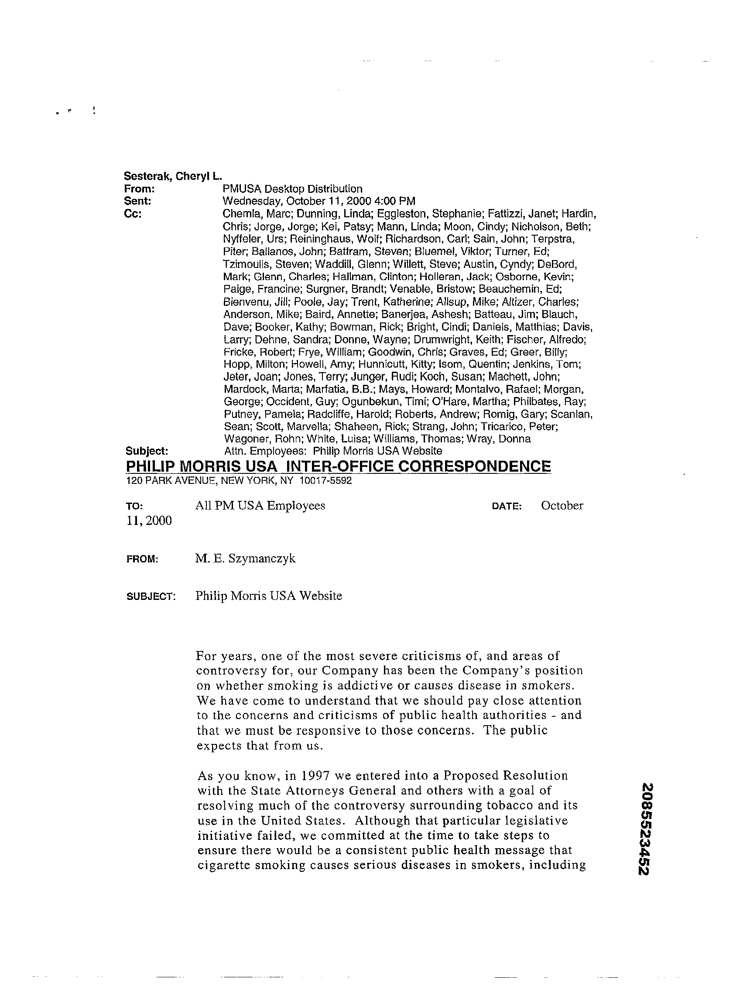 Sesterak, Cheryl L.
From: PMUSA Desktop Distribution
Sent: Wednesday, October 11, 2000 4:00 PM
Cc: Chemla, Marc; Dunning, Linda; Eggleston, Stephanie; Fattizzi, Janet; Hardin,
Chris; Jorge, Jorge; Kei, Patsy; Mann, Linda; Moon, Cindy; Nicholson, Beth;
Nyffeler, Urs; Reininghaus, Wolf; Richardson, Carl; Sain, John; Terpstra,
Piter; Ballanos, John; Battram, Steven; Bluemel, Viktor; Turner, Ed;
Tzimoulis, Steven; Waddill, Glenn; Willett, Steve; Austin, Cyndy; DeBord,
Mark; Glenn, Charles; Hallman, Clinton; Holleran, Jack; Osborne, Kevin;
Paige, Francine; Surgner, Brandt; Venable, Bristow; Beauchemin, Ed;
Bienvenu, Jill; Poole, Jay; Trent, Katherine; Allsup, Mike; Altizer, Charles;
Anderson, Mike; Baird, Annette; Banerjea, Ashesh; Batteau, Jim; Blauch,
Dave; Booker, Kathy; Bowman, Rick; Bright, Cindi; Daniels, Matthias; Davis,
Larry; Dehne, Sandra; Donne, Wayne; Drumwright, Keith; Fischer, Alfredo;
Fricke, Robert; Frye, William; Goodwin, Chris; Graves, Ed; Greer, Billy;
Hopp, Milton; Howell, Amy; Hunnicutt, Kitty; Isom, Quentin; Jenkins, Tom;
Jeter, Joan; Jones, Terry; Junger, Rudi; Koch, Susan; Machett, John;
Mardock, Marta; Marfatia, B.B.; Mays, Howard; Montalvo, Rafael; Morgan,
George; Occident, Guy; Ogunbekun, Timi; O'Hare, Martha; Philbates, Ray;
Putney, Pamela; Radcliffe, Harold; Roberts, Andrew; Romig, Gary; Scanlan,
Sean; Scott, Marvella; Shaheen, Rick; Strang, John; Tricarico, Peter;
Wagoner, Rohn; White, Luisa; Williams, Thomas; Wray, Donna
Subject: Attn. Employees: Philip Morris USA Website
PHILIP MORRIS USA INTER-OFFICE CORRESPONDENCE
120 PARK AVENUE, NEW YORK, NY 10017-5592
TO: All PM USA Employees DATE: October
11, 2000
FROM: M. E. Szymanczyk
SUBJECT: Philip Morris USA Website
For years, one of the most severe criticisms of, and areas of
controversy for, our Company has been the Company's position
on whether smoking is addictive or causes disease in smokers.
We have come to understand that we should pay close attention
to the concerns and criticisms of public health authorities - and
that we must be responsive to those concerns. The public
expects that from us.
As you know, in 1997 we entered into a Proposed Resolution
with the State Attorneys General and others with a goal of
resolving much of the controversy surrounding tobacco and its
use in the United States. Although that particular legislative
initiative failed, we committed at the time to take steps to
ensure there would be a consistent public health message that
cigarette smoking causes serious diseases in smokers, including
2085523452